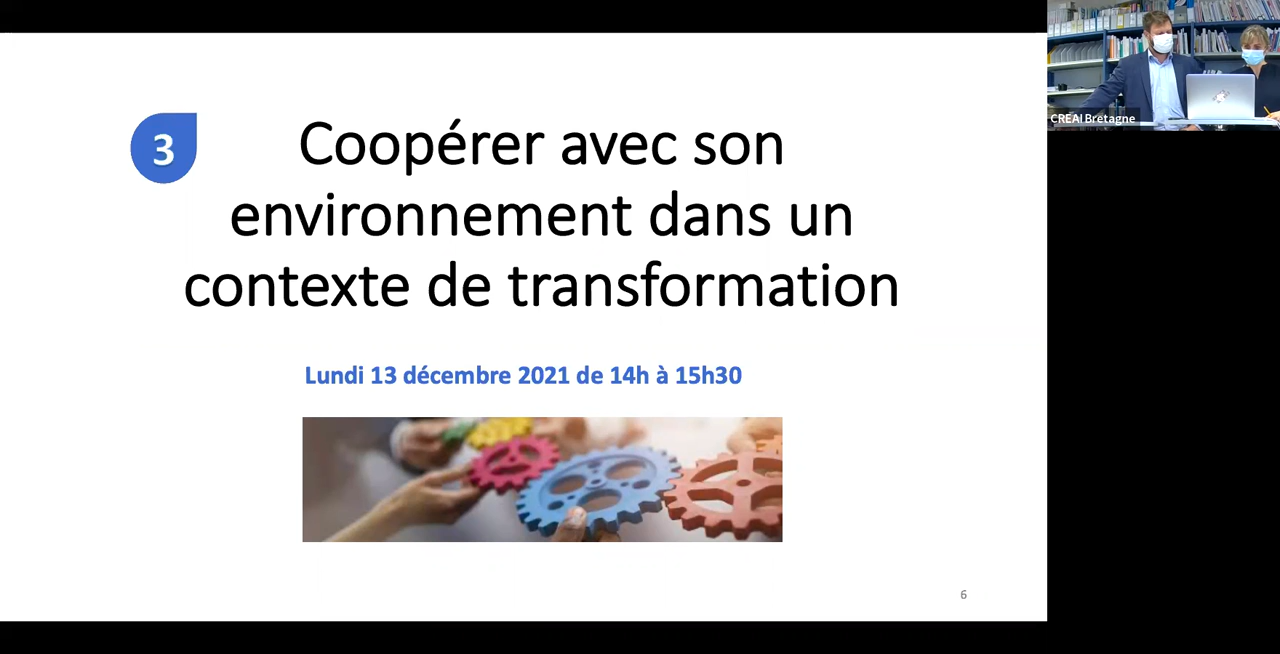 3
Coopérer avec son
environnement dans un
contexte de transformation
Lundi 13 décembre 2021 de 14h à 15h30
6
CREAI Bretagne